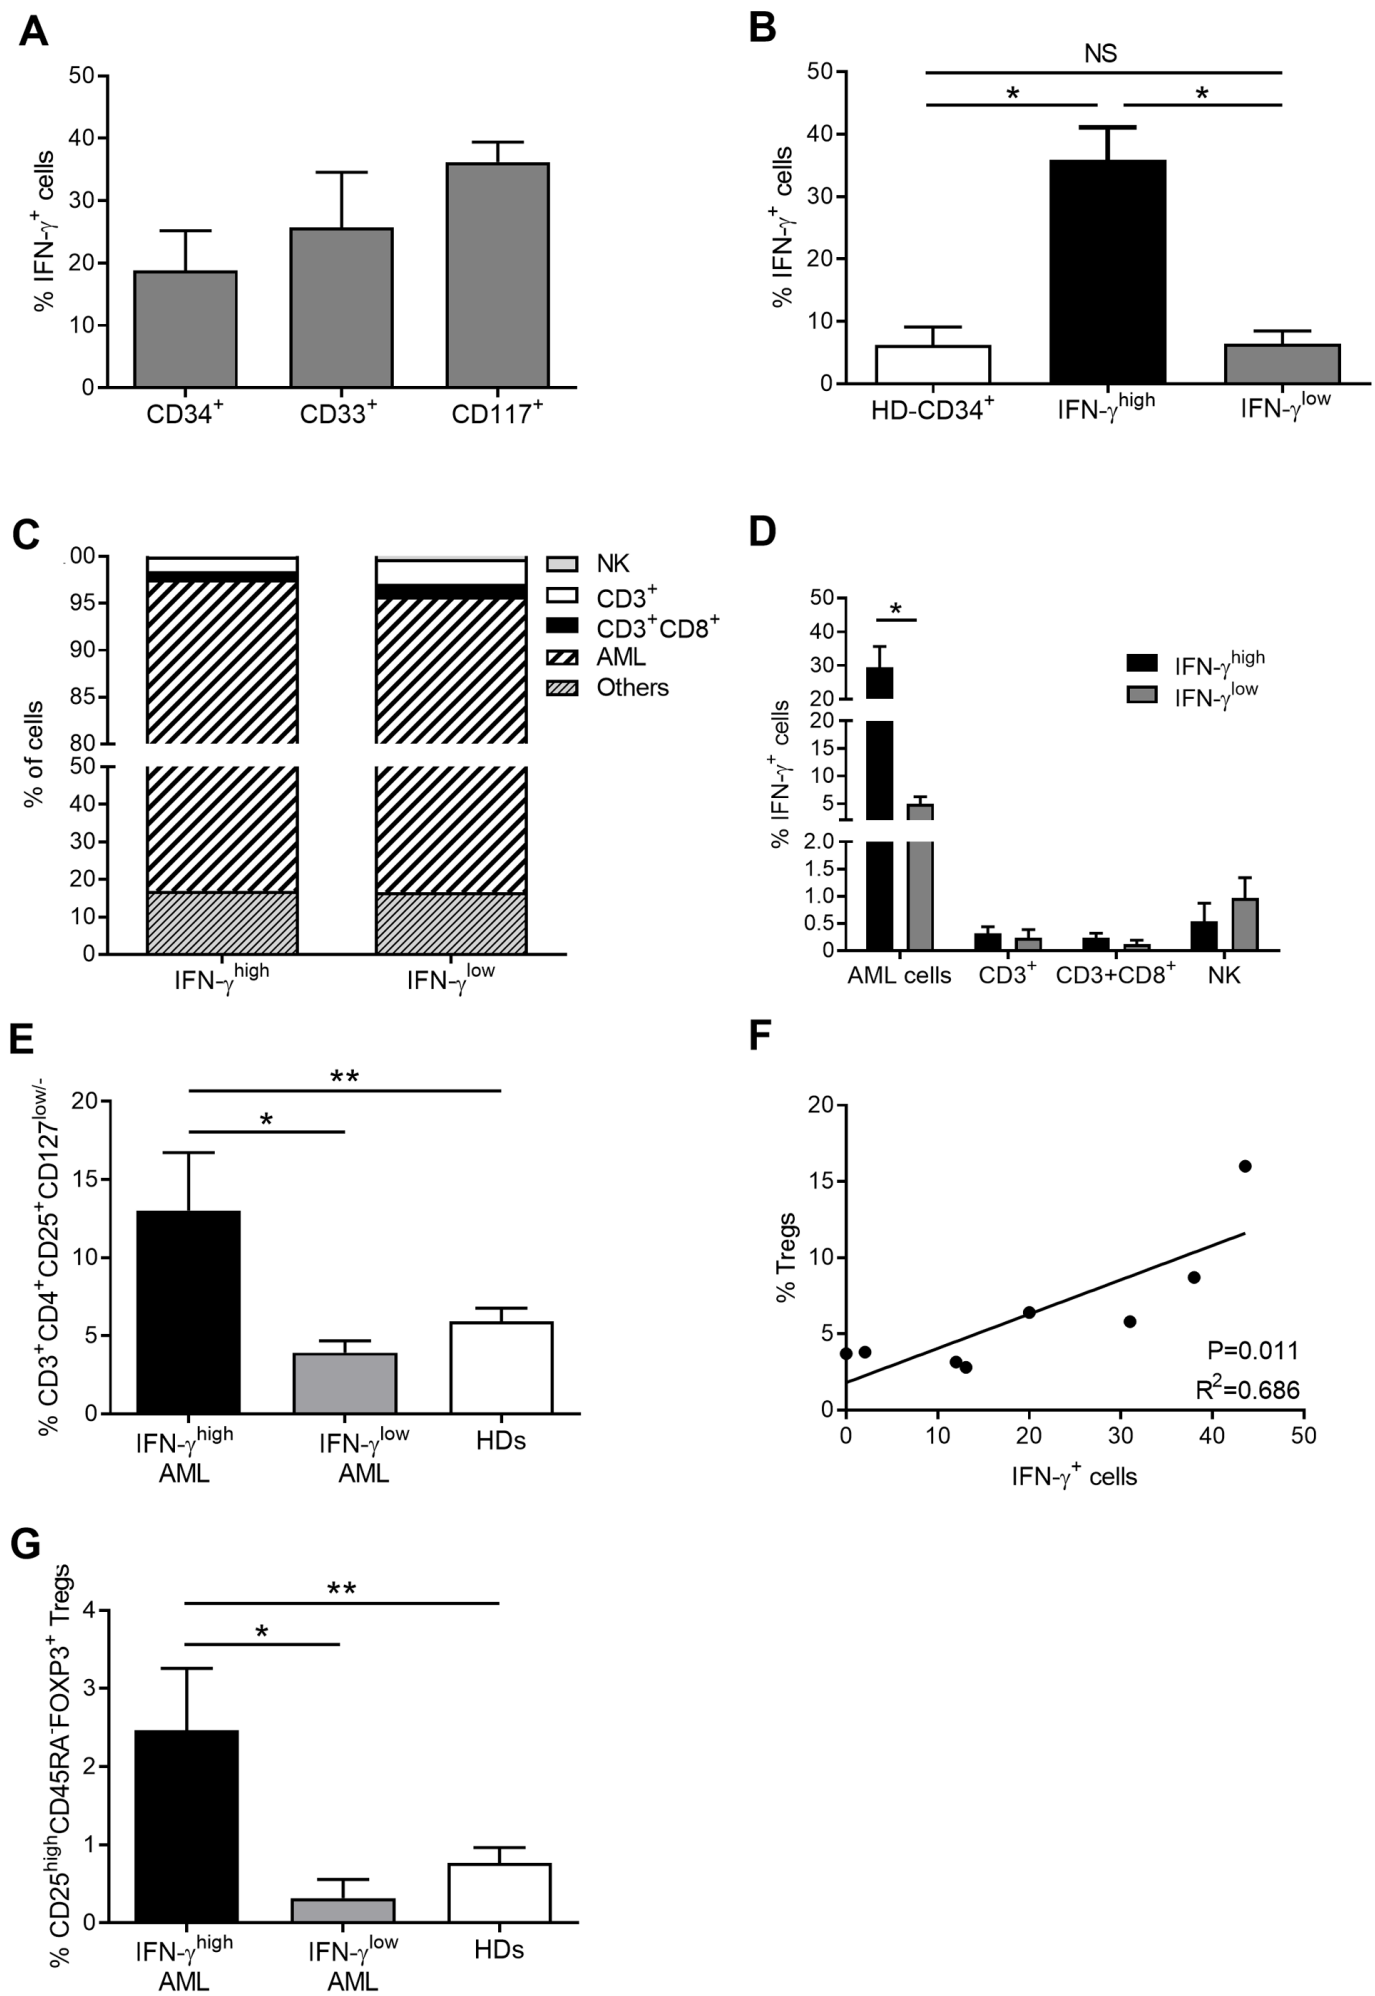 A
% IFN-γ+ cells
50
40
30
20
10
0
CD34+
CD33+
CD117+
B
% IFN-γ+ cells
50
40
30
20
10
0
NS
*
*
HD-CD34+
IFN-γhigh
IFN-γlow
C
% of cells
00
95
90
85
80
50
40
30
20
10
0
IFN-γhigh
IFN-γlow
NK
CD3+
CD3+CD8+
AML
Others
D
% IFN-γ+ cells
50
40
30
20
20
15
10
5
2.0
1.5
1.0
0.5
0
*
IFN-γhigh
IFN-γlow
AML cells
CD3+
CD3+CD8+
NK
E
% CD3+CD4+CD25+CD127low/-
20
15
10
5
0
**
*
IFN-γhigh
AML
IFN-γlow
AML
HDs
F
% Tregs
20
15
10
5
0
P=0.011
R2=0.686
0
10
20
30
40
50
IFN-γ+ cells
G
% CD25highCD45RA-FOXP3+ Tregs
4
3
2
1
0
**
*
IFN-γhigh
AML
IFN-γlow
AML
HDs